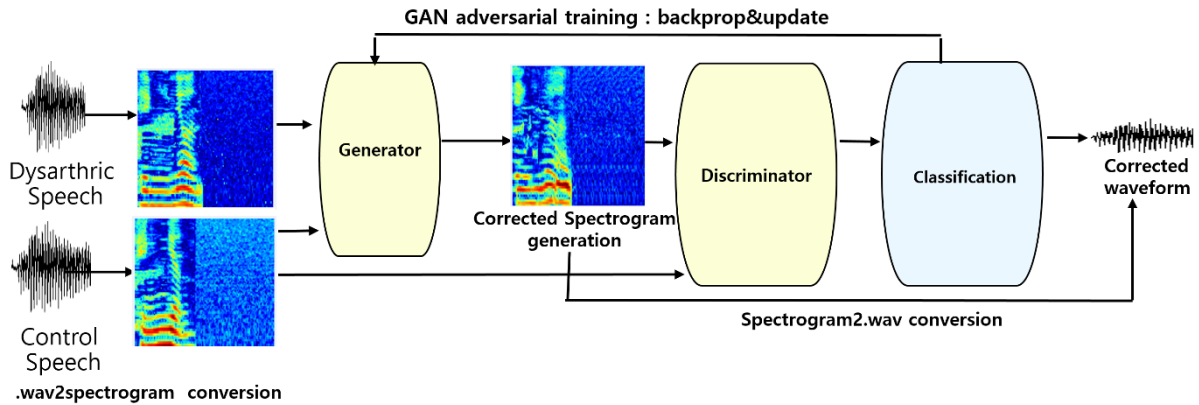 GAN adversarial training : backprop&update
Dysarthric
Speech
Generator
Corrected Spectrogram
generation
Discriminator
Classification
Corrected
waveform
Control
Speech
Spectrogram2.wav conversion
.wav2spectrogram conversion